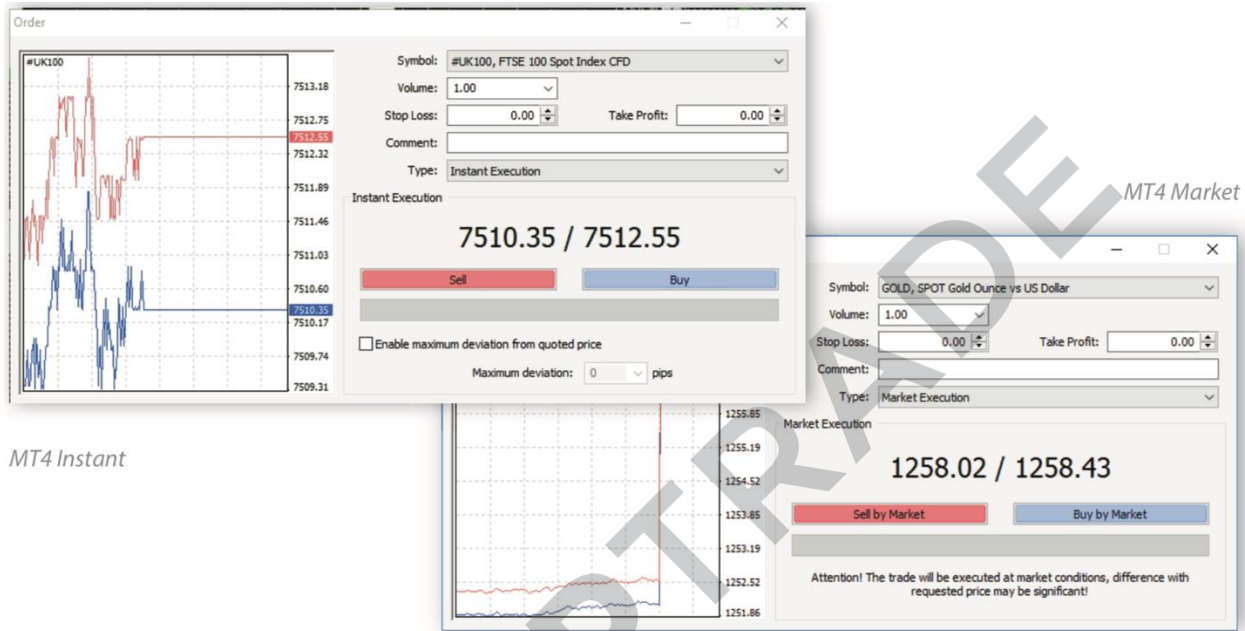 Order
#UK100
7513.18
7512.75
7512.55
7512.32
7511.89
7511.46
7511.03
7510.60
7510.35
7510.17
7509.74
7509.31
Symbol: #UK100, FTSE 100 Spot Index CFD
Volume: 1.00
Stop Loss: 0.00 Take Profit: 0.00
Comment:
Type: Instant Execution
Instant Execution
7510.35 / 7512.55
Sell Buy
Enable maximum deviation from quoted price
Maximum deviation: 0 pips
MT4 Instant
MT4 Market
Symbol: GOLD, SPOT Gold Ounce vs US Dollar
Volume: 1.00
Stop Loss: 0.00 Take Profit: 0.00
Comment:
Type: Market Execution
Market Execution
1258.02 / 1258.43
Sell by Market Buy by Market
Attention! The trade will be executed at market conditions, difference with
requested price may be significant!
1255.85
1255.19
1254.52
1253.85
1253.19
1252.52
1251.86
PTRADE